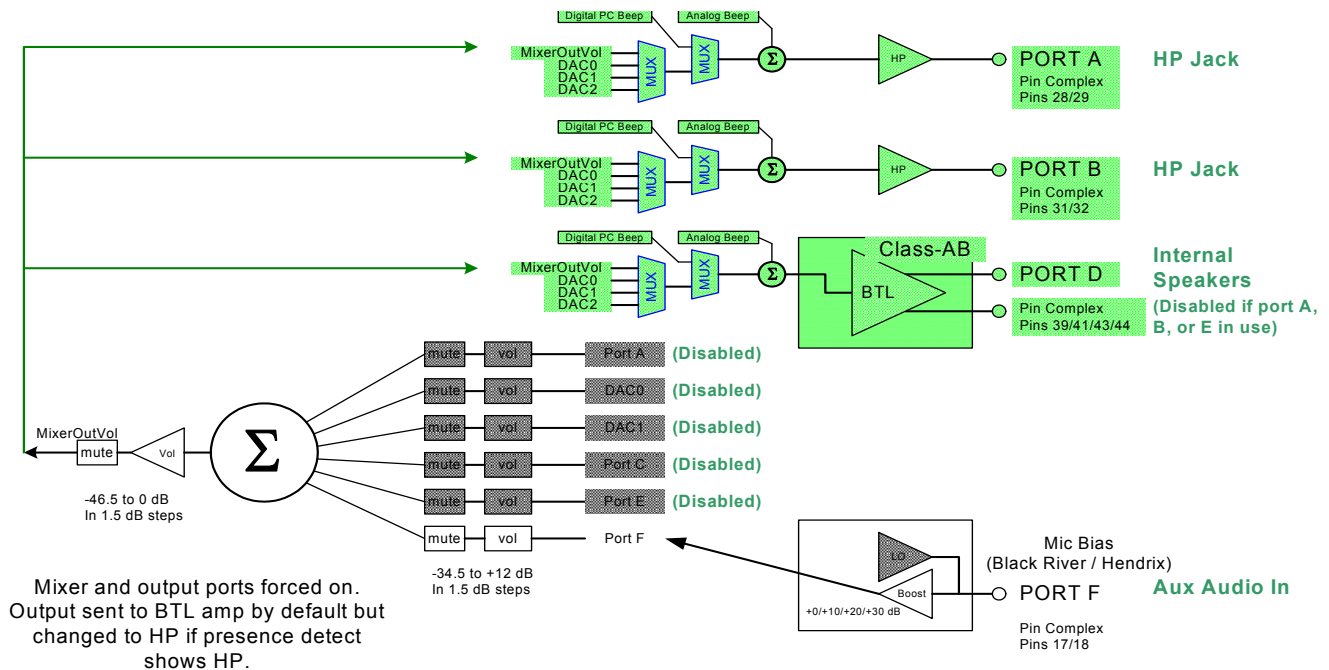 Digital PC Beep
Analog Beep
MixerOutVol
DAC0
DAC1
DAC2
MUX
MUX
Σ
HP
PORT A
Pin Complex
Pins 28/29
HP Jack
Digital PC Beep
Analog Beep
MixerOutVol
DAC0
DAC1
DAC2
MUX
MUX
Σ
HP
PORT B
Pin Complex
Pins 31/32
HP Jack
Digital PC Beep
Analog Beep
MixerOutVol
DAC0
DAC1
DAC2
MUX
MUX
Σ
Class-AB
BTL
PORT D
Pin Complex
Pins 39/41/43/44
Internal
Speakers
(Disabled if port A,
B, or E in use)
mute vol Port A (Disabled)
mute vol DAC0 (Disabled)
mute vol DAC1 (Disabled)
mute vol Port C (Disabled)
mute vol Port E (Disabled)
mute vol Port F
MixerOutVol
mute
Vol
Σ
-46.5 to 0 dB
In 1.5 dB steps
-34.5 to +12 dB
In 1.5 dB steps
LO
Boost
+0/+10/+20/+30 dB
Mic Bias
(Black River / Hendrix)
PORT F
Pin Complex
Pins 17/18
Aux Audio In
Mixer and output ports forced on.
Output sent to BTL amp by default but
changed to HP if presence detect
shows HP.